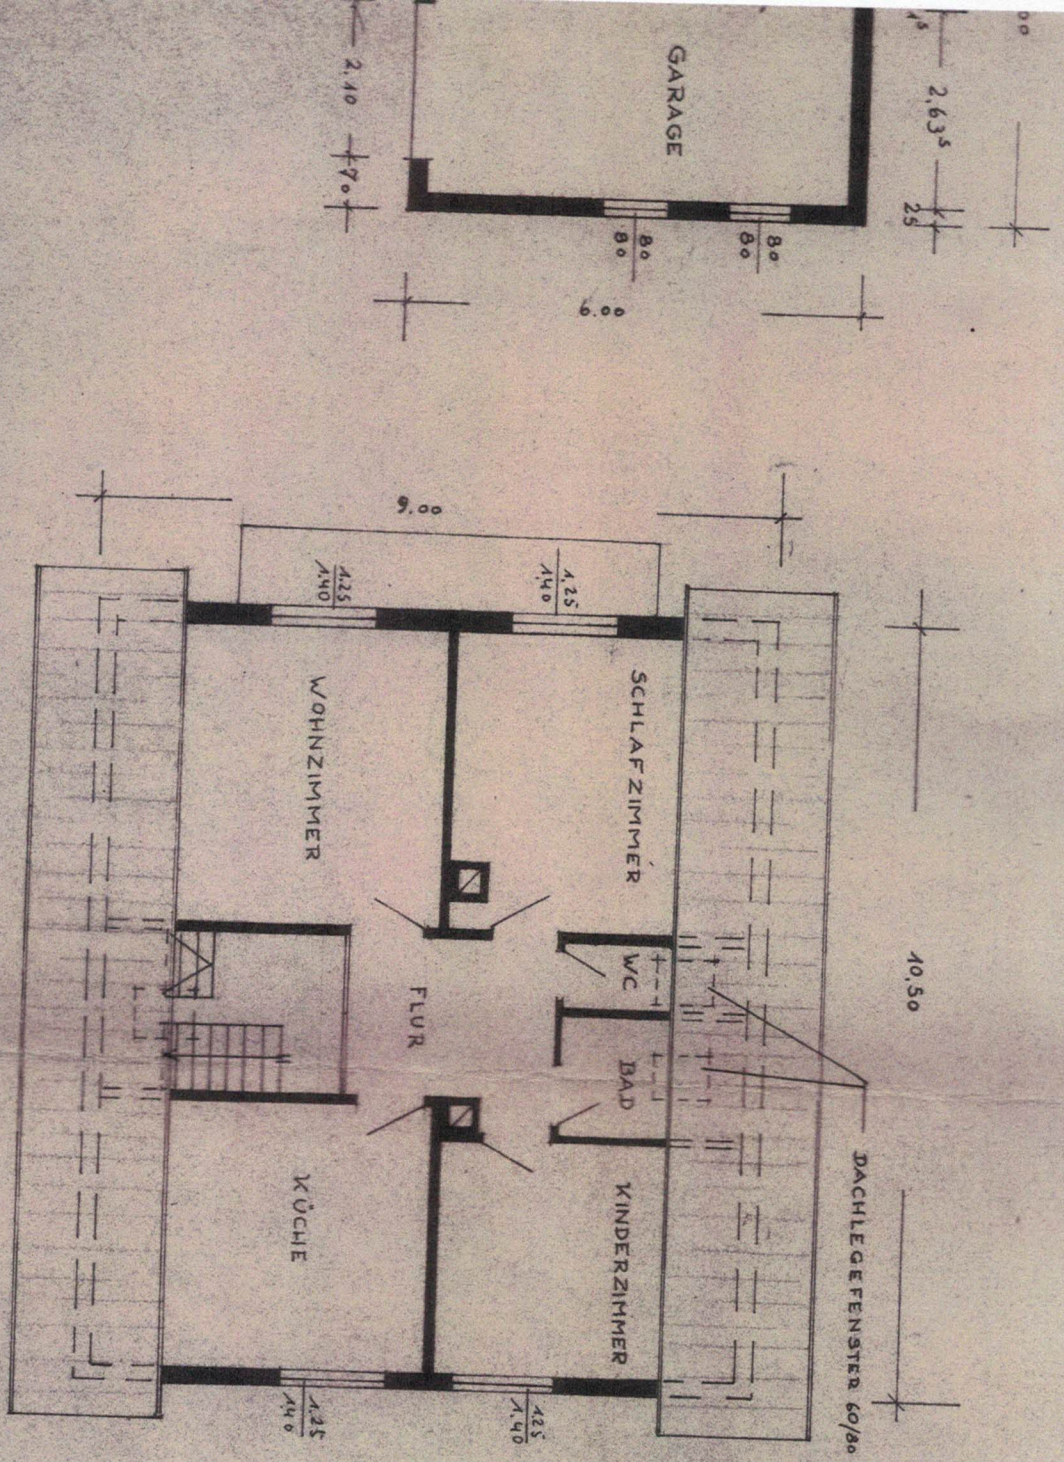 GARAGE
2,10
70
2,63⁵
25
80
80
80
80
6.00
9.00
1.25
1.40
1,25
1,40
10,50
WOHNZIMMER
SCHLAFZIMMER
FLUR
WC
BAD
KÜCHE
KINDERZIMMER
DACHLEGEFENSTER 60/80
1.25
1.40
1.25
1.40